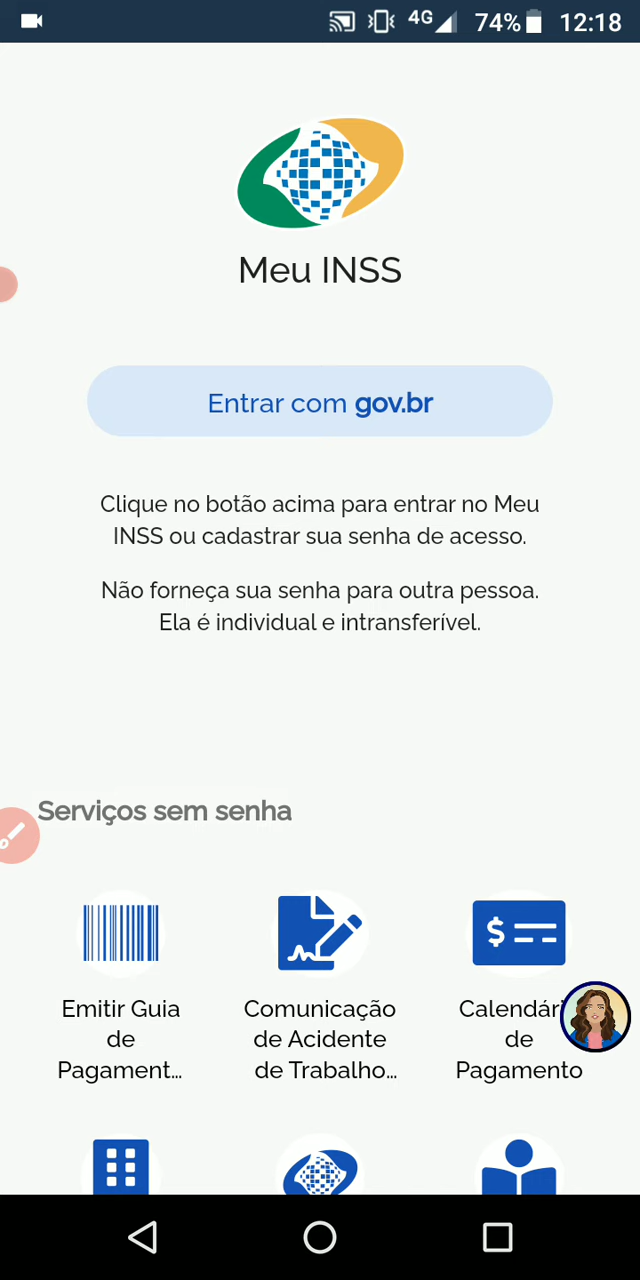 4G 74% 12:18
Meu INSS
Entrar com gov.br
Clique no botão acima para entrar no Meu
INSS ou cadastrar sua senha de acesso.
Não forneça sua senha para outra pessoa.
Ela é individual e intransferível.
Serviços sem senha
Emitir Guia
de
Pagament...
Comunicação
de Acidente
de Trabalho...
Calendári
de
Pagamento